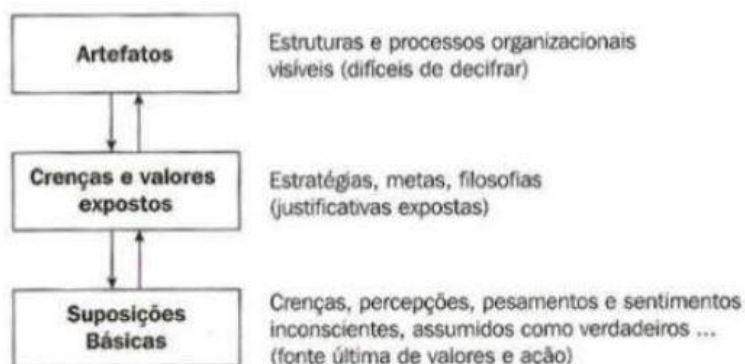 Artefatos
Estruturas e processos organizacionais
visíveis (difíceis de decifrar)
Crenças e valores
expostos
Estratégias, metas, filosofias
(justificativas expostas)
Suposições
Básicas
Crenças, percepções, pesamentos e sentimentos
inconscientes, assumidos como verdadeiros ...
(fonte última de valores e ação)